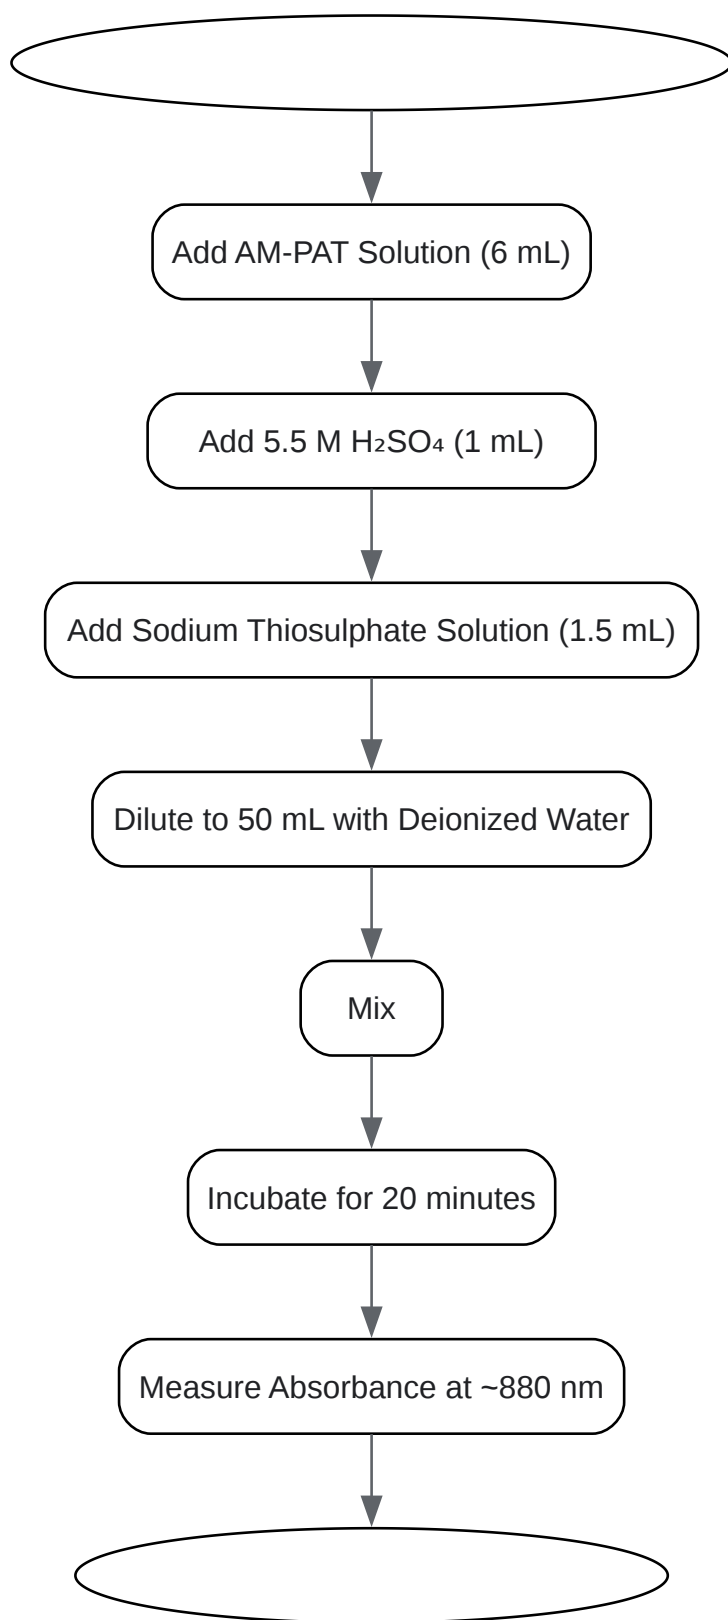 Add AM-PAT Solution (6 mL)
Add 5.5 M H₂SO₄ (1 mL)
Add Sodium Thiosulphate Solution (1.5 mL)
Dilute to 50 mL with Deionized Water
Mix
Incubate for 20 minutes
Measure Absorbance at ~880 nm